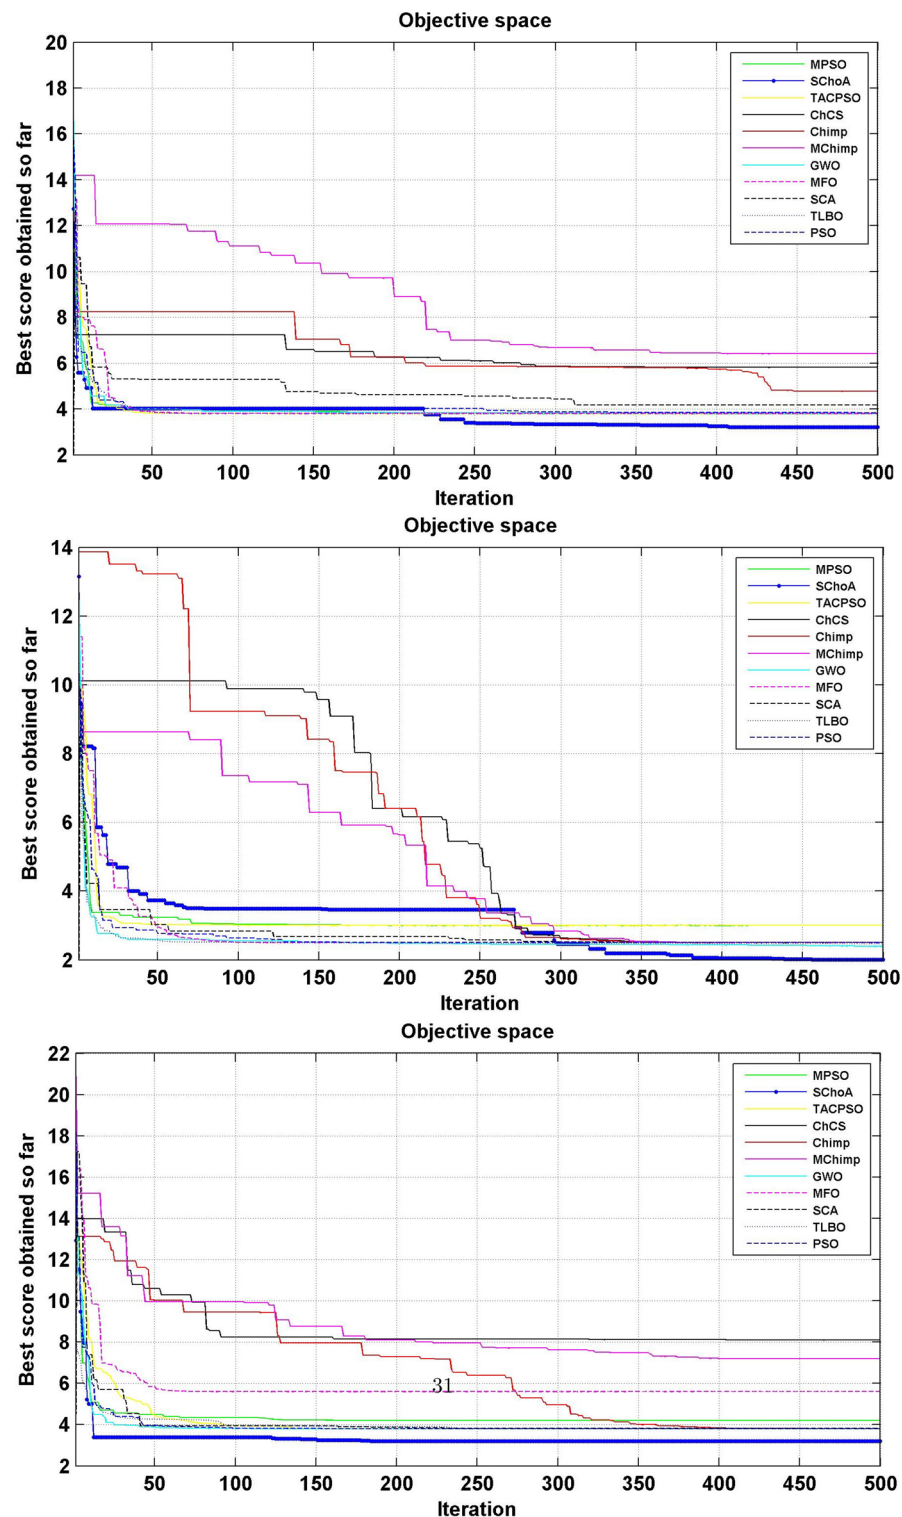 Objective space
Best score obtained so far
20
18
16
14
12
10
8
6
4
2
MPSO
SChoA
TACPSO
ChCS
Chimp
MChimp
GWO
MFO
SCA
TLBO
PSO
50 100 150 200 250 300 350 400 450 500
Iteration
Objective space
Best score obtained so far
14
12
10
8
6
4
2
MPSO
SChoA
TACPSO
ChCS
Chimp
MChimp
GWO
MFO
SCA
TLBO
PSO
50 100 150 200 250 300 350 400 450 500
Iteration
Objective space
Best score obtained so far
22
20
18
16
14
12
10
8
6
4
2
MPSO
SChoA
TACPSO
ChCS
Chimp
MChimp
GWO
MFO
SCA
TLBO
PSO
31
50 100 150 200 250 300 350 400 450 500
Iteration